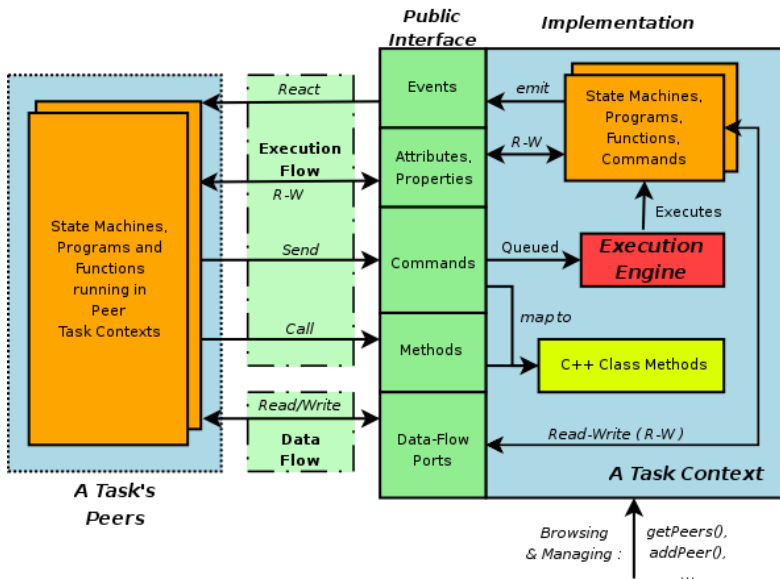 Public
Interface
Implementation
React
Events
emit
State Machines,
Programs,
Functions,
Commands
Execution
Flow
R-W
Attributes,
Properties
R-W
Executes
State Machines,
Programs and
Functions
running in
Peer
Task Contexts
Send
Commands
Queued
Execution
Engine
map to
Call
Methods
C++ Class Methods
Read/Write
Data
Flow
Data-Flow
Ports
Read-Write ( R-W )
A Task Context
A Task's
Peers
Browsing
& Managing :
getPeers(),
addPeer(),
...